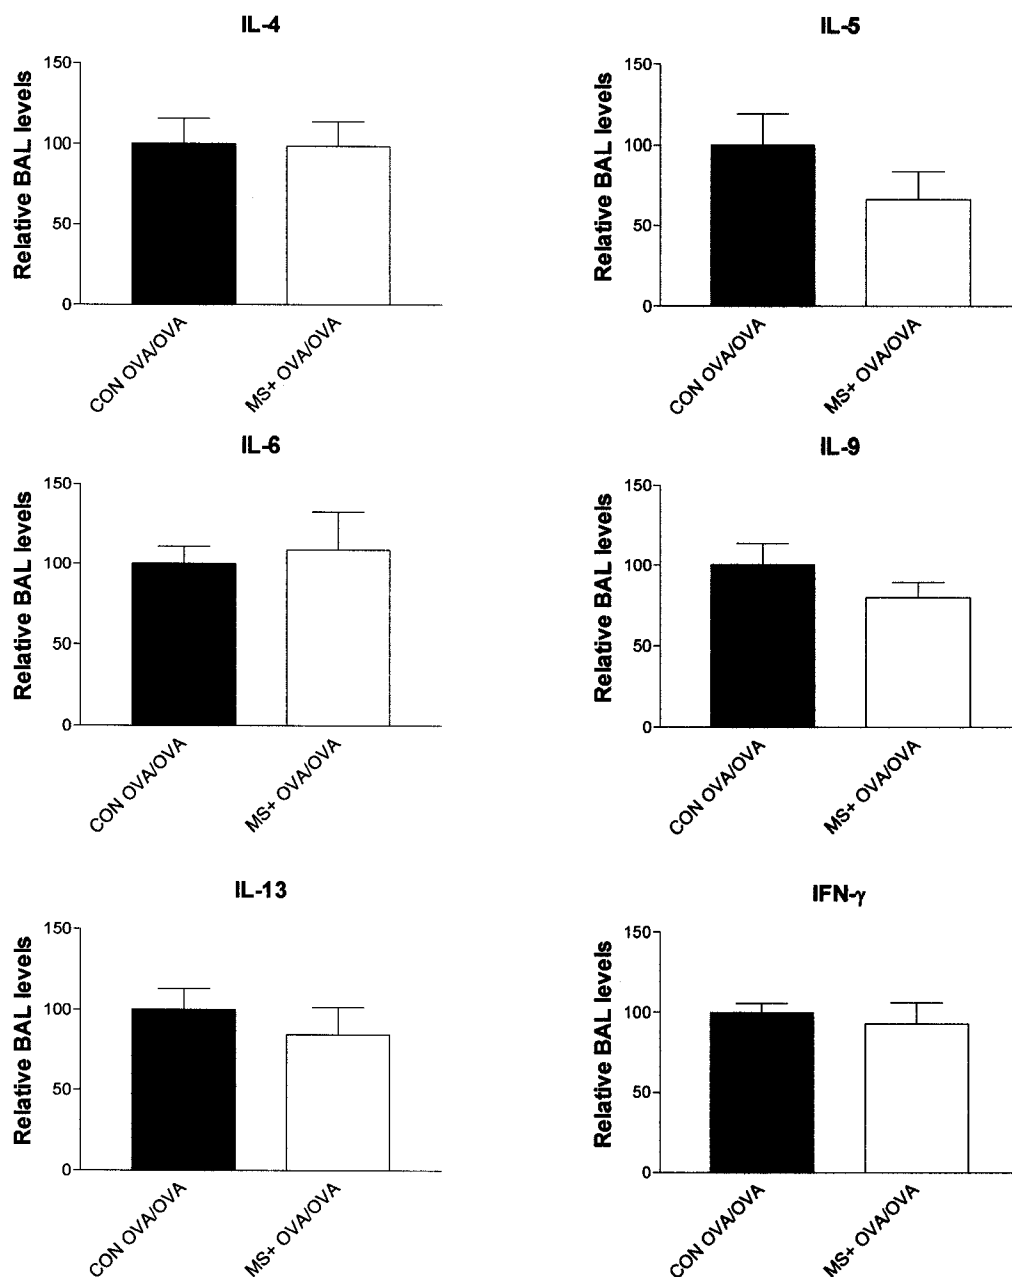 IL-4
Relative BAL levels
150
100
50
0
CON OVA/OVA
MS+ OVA/OVA
IL-5
Relative BAL levels
150
100
50
0
CON OVA/OVA
MS+ OVA/OVA
IL-6
Relative BAL levels
150
100
50
0
CON OVA/OVA
MS+ OVA/OVA
IL-9
Relative BAL levels
150
100
50
0
CON OVA/OVA
MS+ OVA/OVA
IL-13
Relative BAL levels
150
100
50
0
CON OVA/OVA
MS+ OVA/OVA
IFN-γ
Relative BAL levels
150
100
50
0
CON OVA/OVA
MS+ OVA/OVA